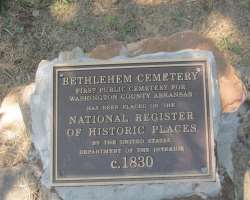 BETHLEHEM CEMETERY
FIRST PUBLIC CEMETERY FOR
WASHINGTON COUNTY ARKANSAS
HAS BEEN PLACED ON THE
NATIONAL REGISTER
OF HISTORIC PLACES
BY THE UNITED STATES
DEPARTMENT OF THE INTERIOR
c.1830